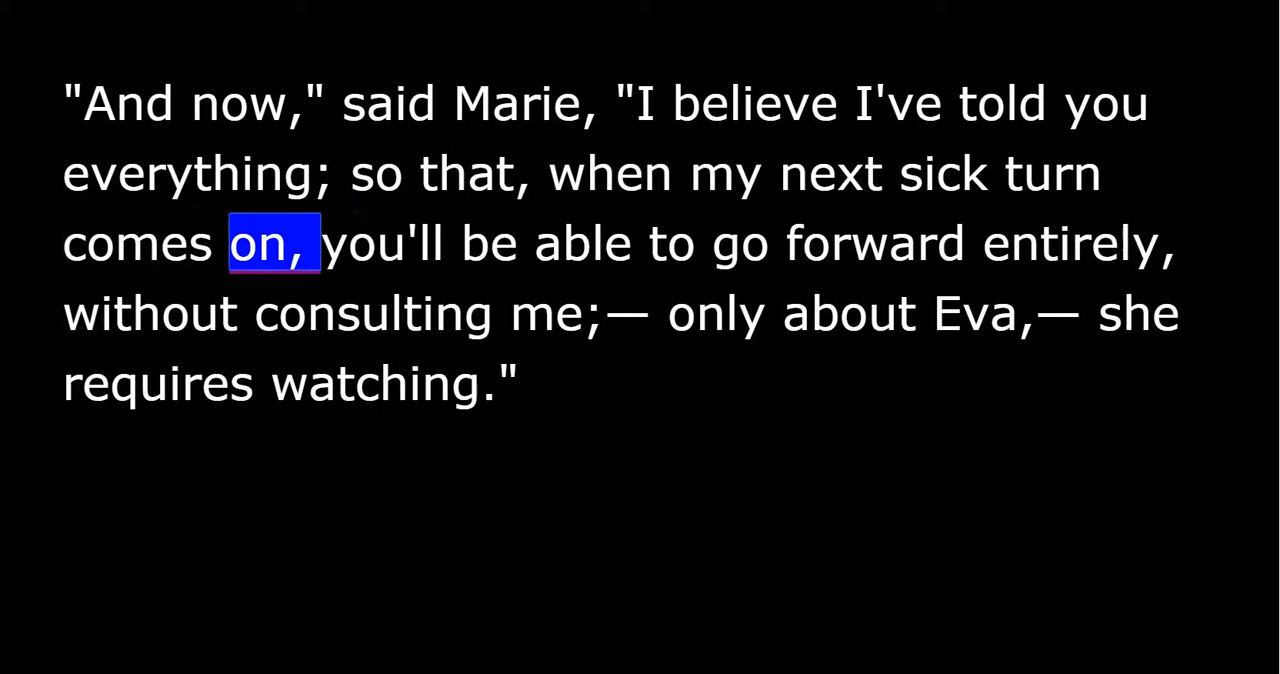 "And now," said Marie, "I believe I've told you
everything; so that, when my next sick turn
comes on, you'll be able to go forward entirely,
without consulting me;— only about Eva,— she
requires watching."